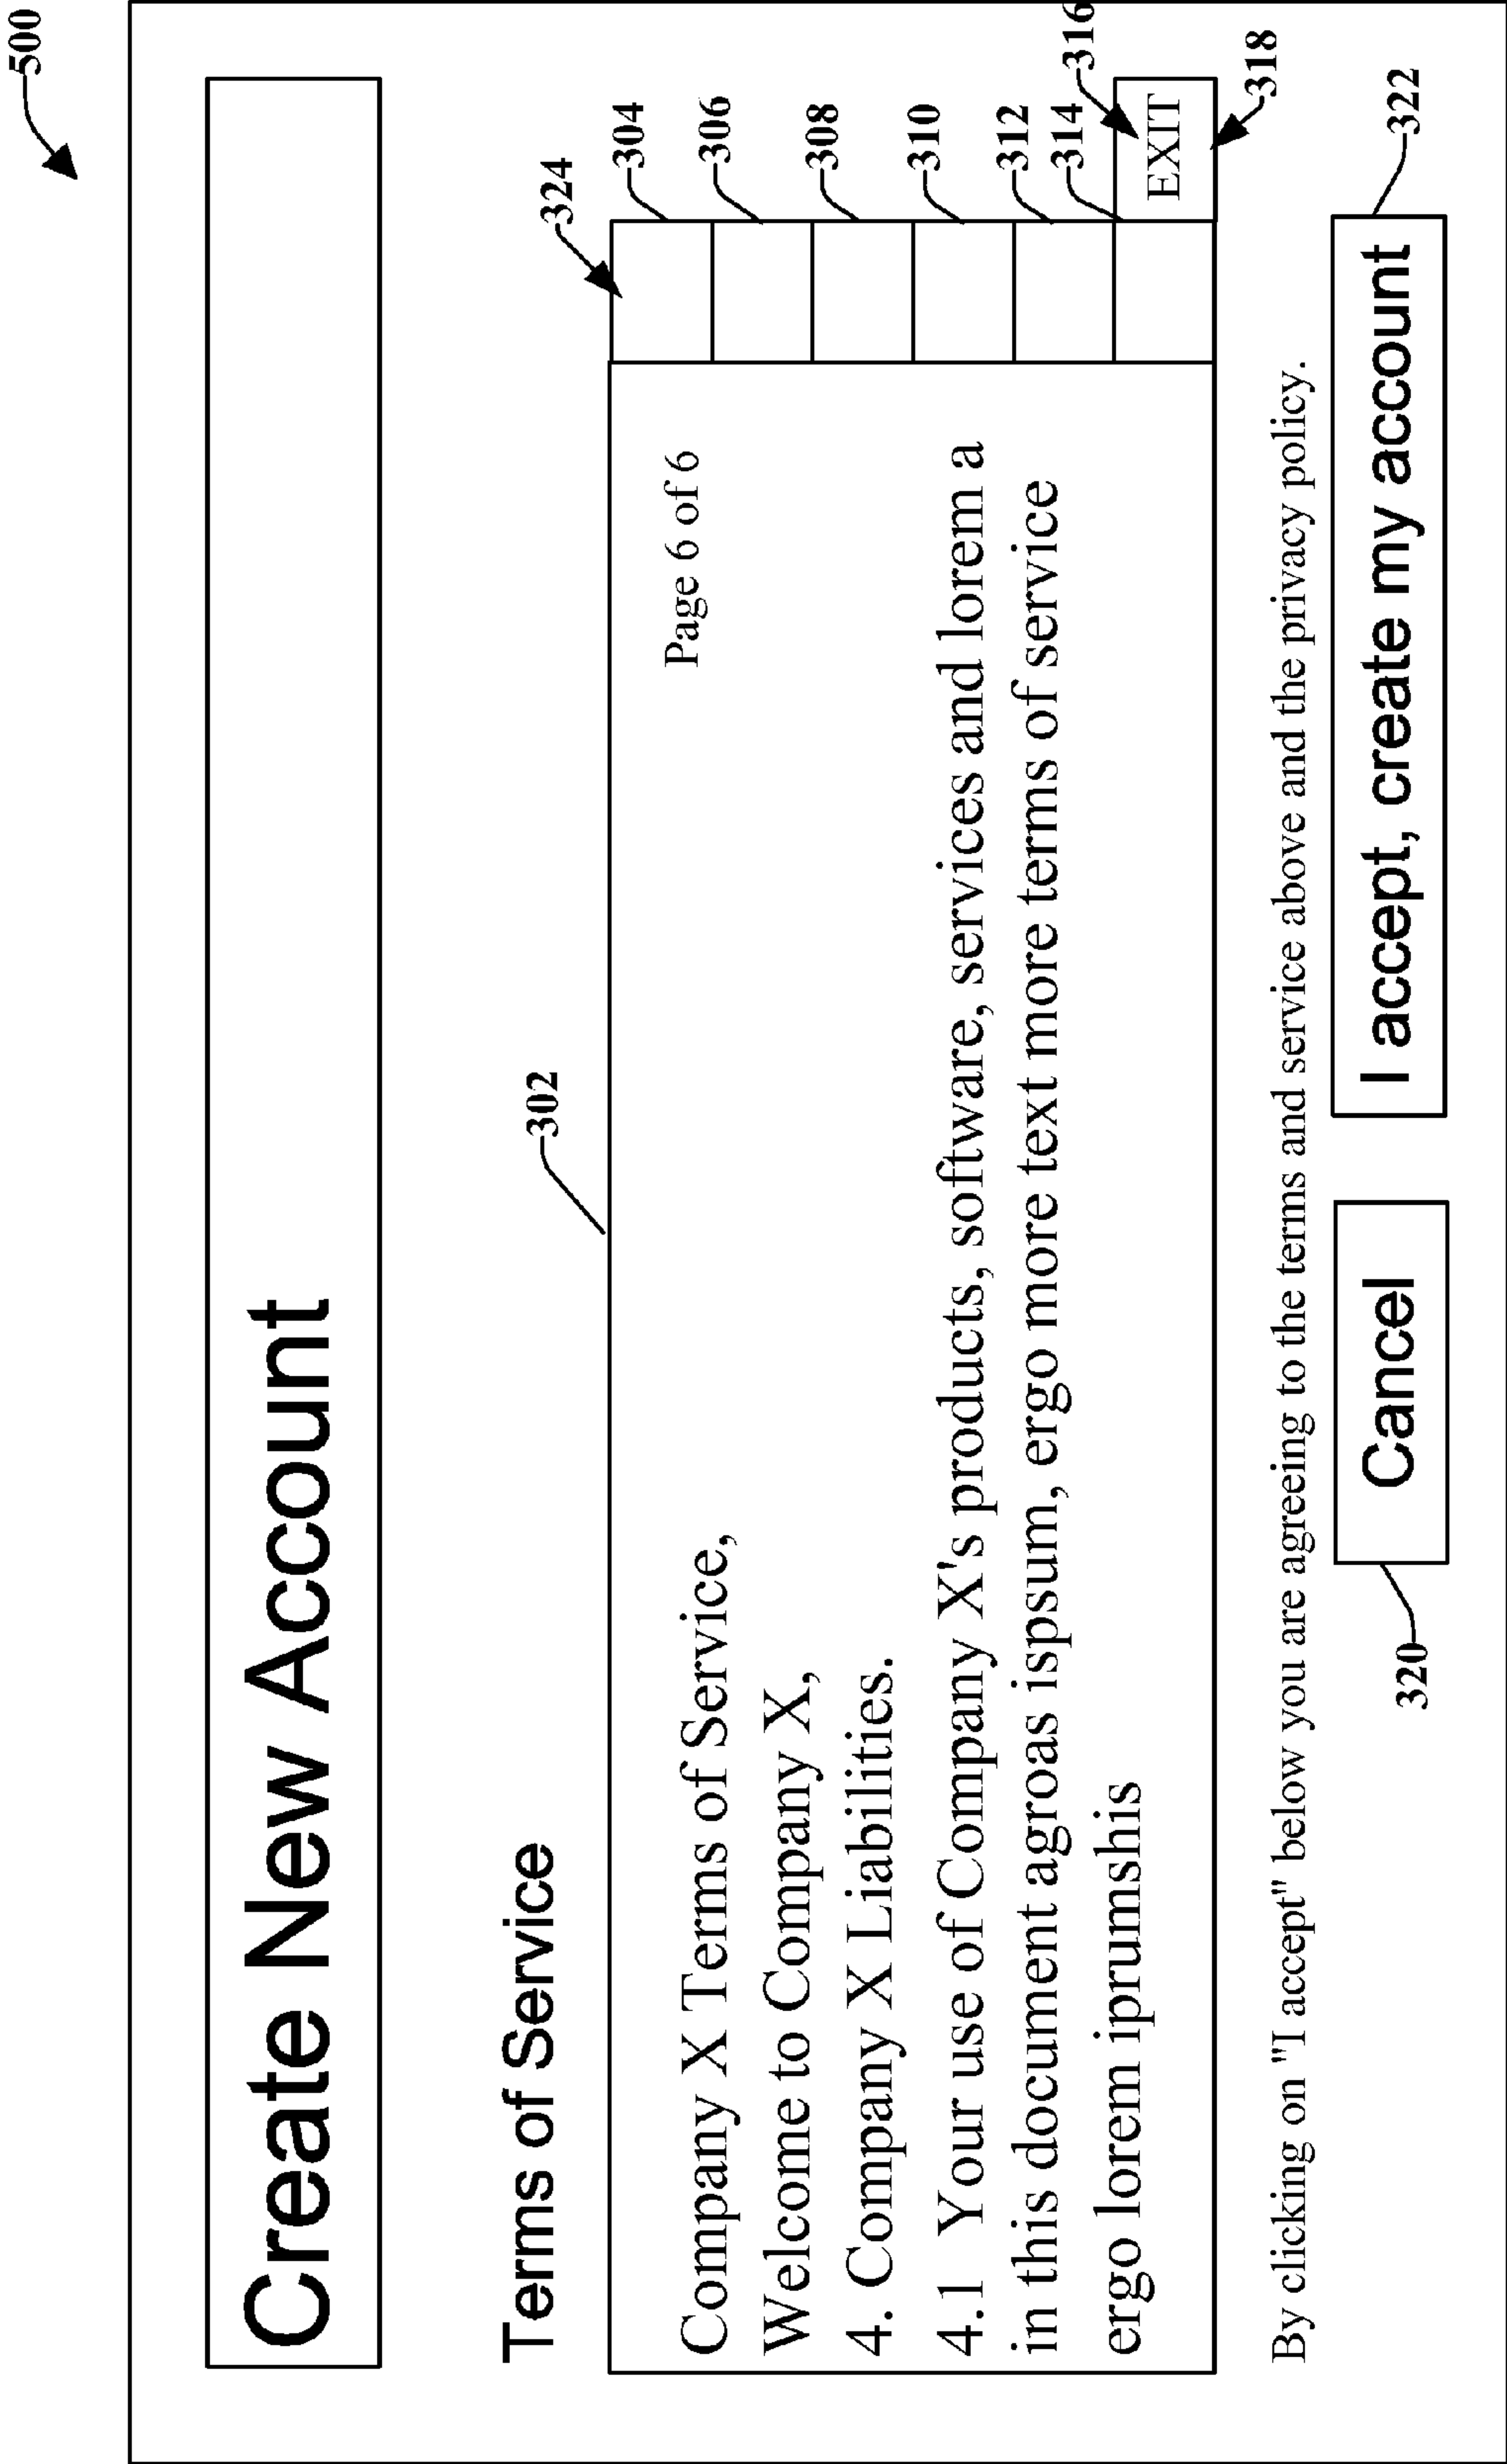 500
Create New Account
Terms of Service
302
324
Page 6 of 6
304
306
308
310
312
314
316
EXIT
318
Company X Terms of Service,
Welcome to Company X,
4. Company X Liabilities.
4.1 Your use of Company X's products, software, services and lorem a
in this document agroas ispsum, ergo more text more terms of service
ergo lorem iprumshis
By clicking on "I accept" below you are agreeing to the terms and service above and the privacy policy.
320
Cancel
I accept, create my account
322